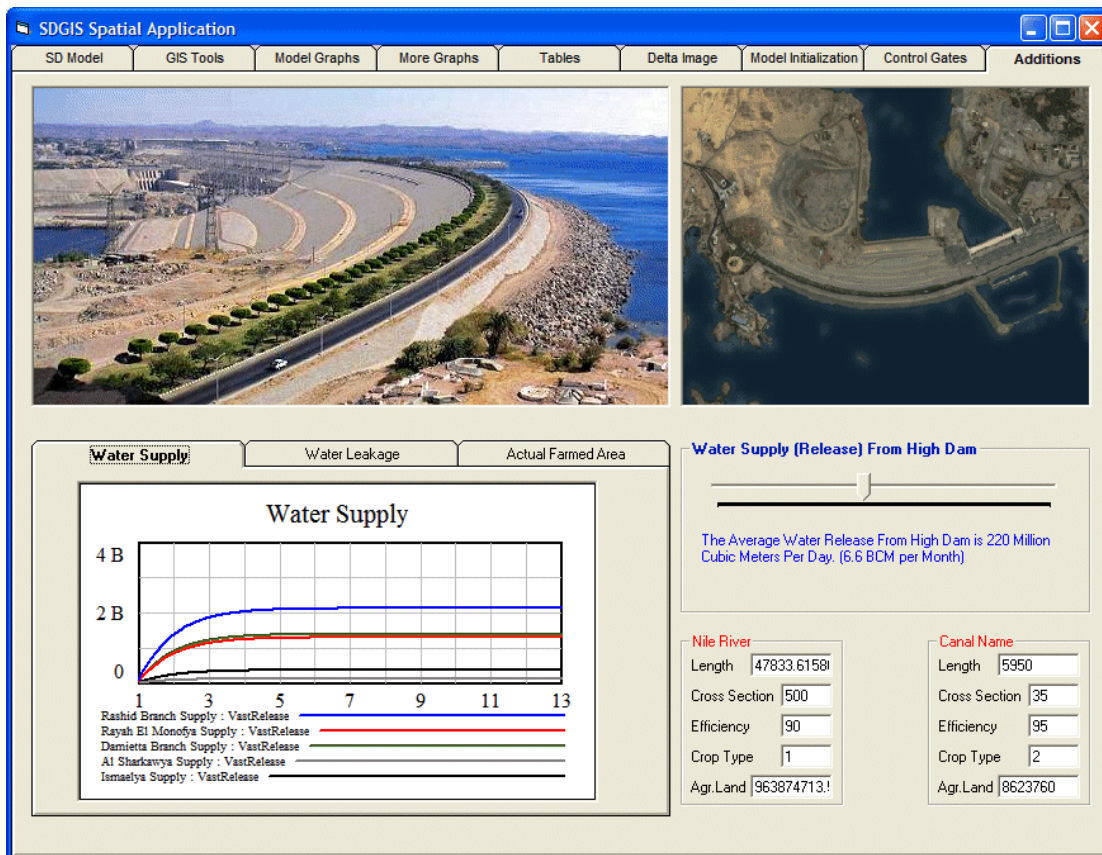 SDGIS Spatial Application
SD Model GIS Tools Model Graphs More Graphs Tables Delta Image Model Initialization Control Gates Additions
Water Supply Water Leakage Actual Farmed Area
Water Supply
4 B
2 B
0
1 3 5 7 9 11 13
Rashid Branch Supply : VastRelease
Rayah El Monofya Supply : VastRelease
Damietta Branch Supply : VastRelease
Al Sharkawya Supply : VastRelease
Ismaelya Supply : VastRelease
Water Supply (Release) From High Dam
The Average Water Release From High Dam is 220 Million
Cubic Meters Per Day. (6.6 BCM per Month)
Nile River
Length 47833.6158
Cross Section 500
Efficiency 90
Crop Type 1
Agr.Land 963874713.
Canal Name
Length 5950
Cross Section 35
Efficiency 95
Crop Type 2
Agr.Land 8623760